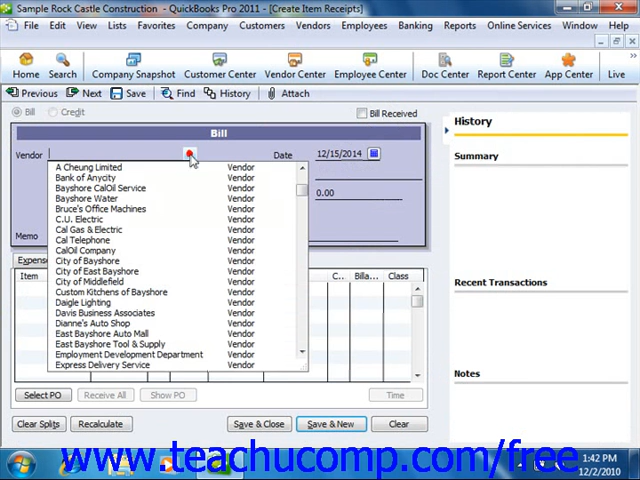 Sample Rock Castle Construction - QuickBooks Pro 2011 - [Create Item Receipts]
File Edit View Lists Favorites Company Customers Vendors Employees Banking Reports Online Services Window Help
Home Search Company Snapshot Customer Center Vendor Center Employee Center Doc Center Report Center App Center Live
Previous Next Save Find History Attach
Bill Credit Bill Received
Bill
Vendor Date 12/15/2014
A Cheung Limited Vendor
Bank of Anycity Vendor
Bayshore CalOil Service Vendor
Bayshore Water Vendor
0.00
Bruce's Office Machines Vendor
C.U. Electric Vendor
Cal Gas & Electric Vendor
Memo
Cal Telephone Vendor
CalOil Company Vendor
Expense
City of Bayshore Vendor
City of East Bayshore Vendor
Item C.. Billa... Class
City of Middlefield Vendor
Custom Kitchens of Bayshore Vendor
Daigle Lighting Vendor
Davis Business Associates Vendor
Dianne's Auto Shop Vendor
East Bayshore Auto Mall Vendor
East Bayshore Tool & Supply Vendor
Employment Development Department Vendor
Express Delivery Service Vendor
Select PO Receive All Show PO Time
Clear Splits Recalculate Save & Close Save & New Clear
History
Summary
Recent Transactions
Notes
www.teachucomp.com/free
1:42 PM
12/2/2010